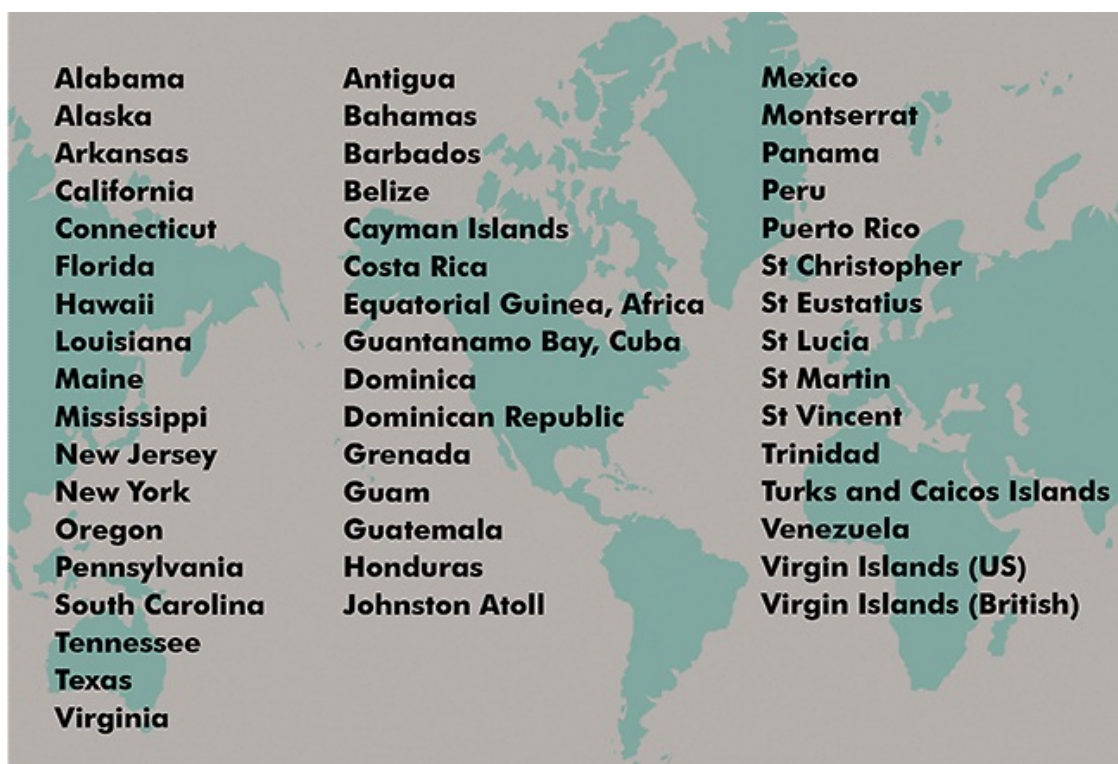 Alabama
Alaska
Arkansas
California
Connecticut
Florida
Hawaii
Louisiana
Maine
Mississippi
New Jersey
New York
Oregon
Pennsylvania
South Carolina
Tennessee
Texas
Virginia
Antigua
Bahamas
Barbados
Belize
Cayman Islands
Costa Rica
Equatorial Guinea, Africa
Guantanamo Bay, Cuba
Dominica
Dominican Republic
Grenada
Guam
Guatemala
Honduras
Johnston Atoll
Mexico
Montserrat
Panama
Peru
Puerto Rico
St Christopher
St Eustatius
St Lucia
St Martin
St Vincent
Trinidad
Turks and Caicos Islands
Venezuela
Virgin Islands (US)
Virgin Islands (British)